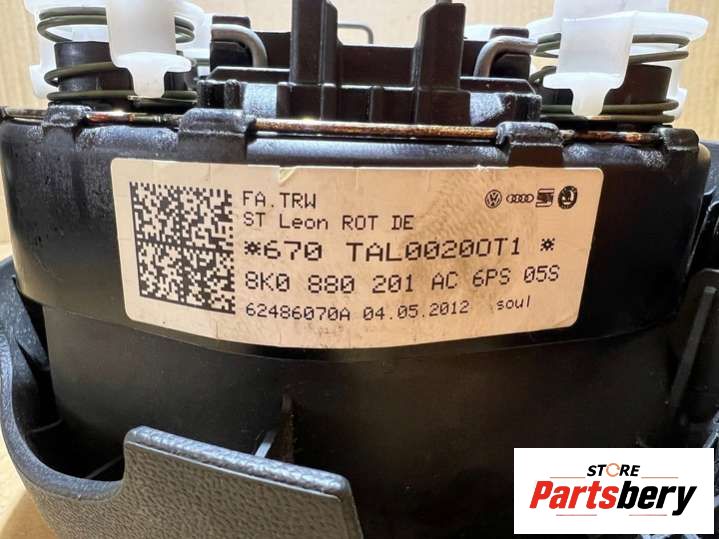 FA.TRW
ST Leon ROT DE
*670 TAL0020OT1 *
8K0 880 201 AC 6PS 05S
62486070A 04.05.2012 soul
STORE
Partsbery